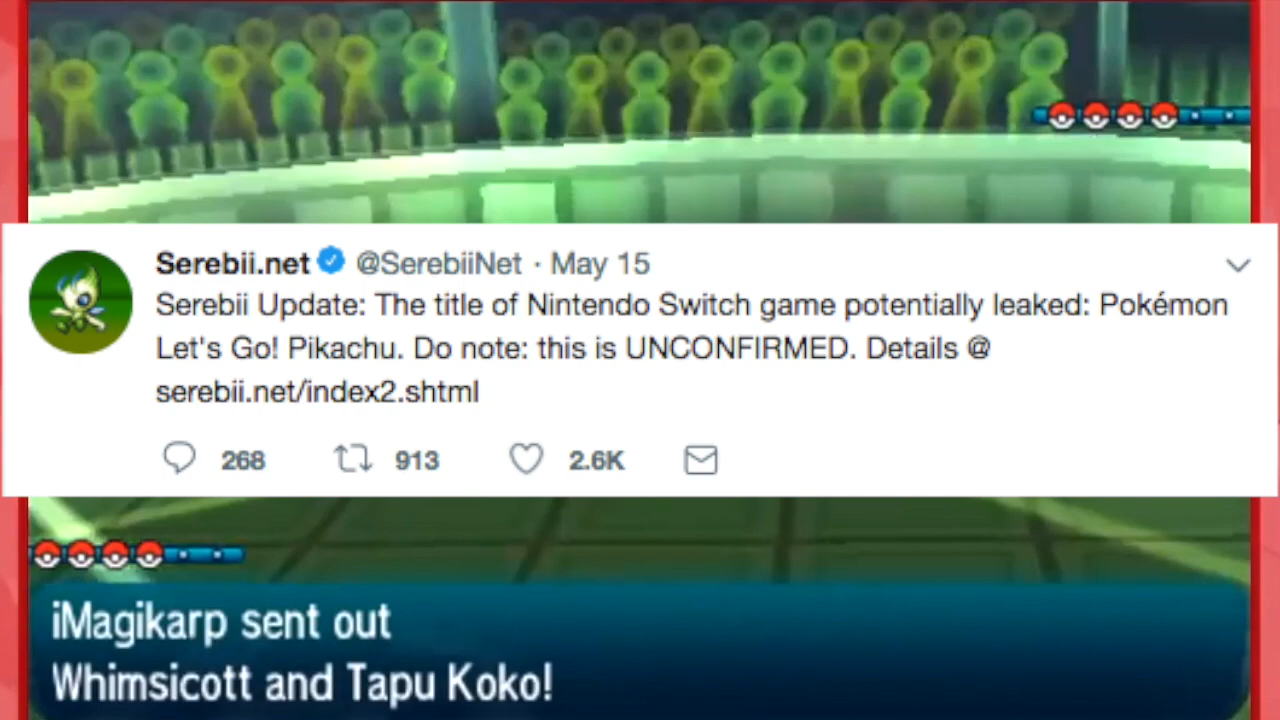 Serebii.net @SerebiiNet · May 15
Serebii Update: The title of Nintendo Switch game potentially leaked: Pokémon
Let's Go! Pikachu. Do note: this is UNCONFIRMED. Details @
serebii.net/index2.shtml
268 913 2.6K
iMagikarp sent out
Whimsicott and Tapu Koko!